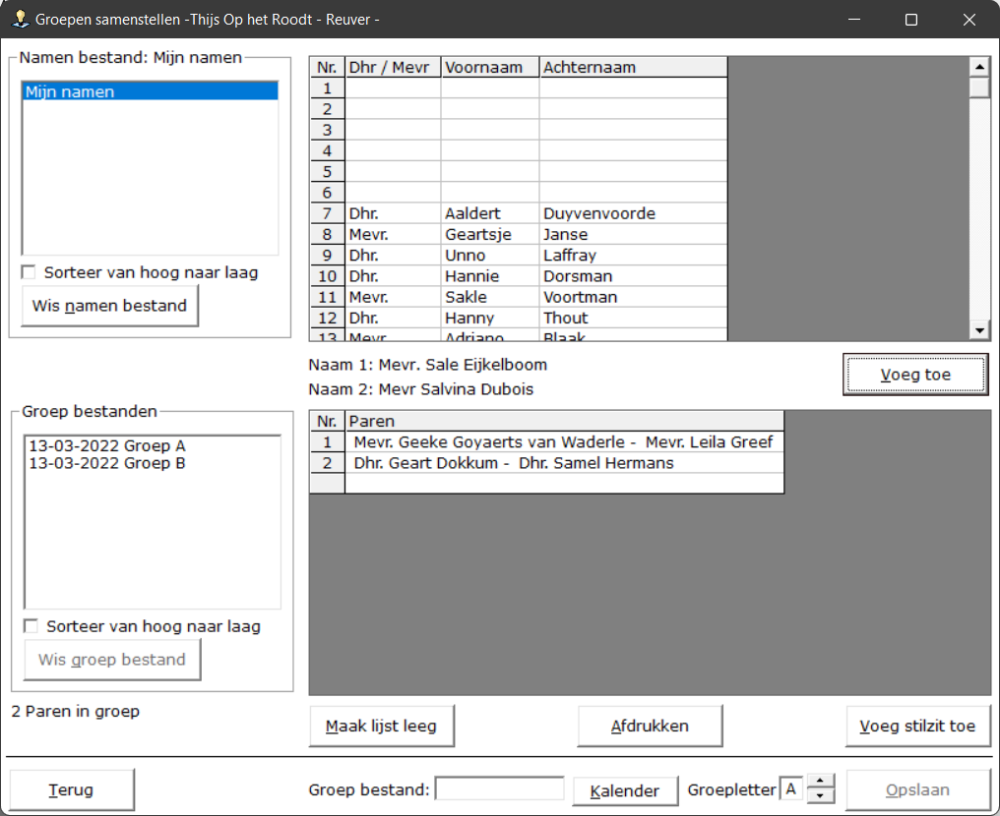 Groepen samenstellen -Thijs Op het Roodt - Reuver -
Namen bestand: Mijn namen
Mijn namen
Sorteer van hoog naar laag
Wis namen bestand
Nr. Dhr / Mevr Voornaam Achternaam
1
2
3
4
5
6
7 Dhr. Aaldert Duyvenvoorde
8 Mevr. Geartsje Janse
9 Dhr. Unno Laffray
10 Dhr. Hannie Dorsman
11 Mevr. Sakle Voortman
12 Dhr. Hanny Thout
13 Mevr. Adriano Blaak
Naam 1: Mevr. Sale Eijkelboom
Naam 2: Mevr Salvina Dubois
Voeg toe
Groep bestanden
13-03-2022 Groep A
13-03-2022 Groep B
Sorteer van hoog naar laag
Wis groep bestand
Nr. Paren
1 Mevr. Geeke Goyaerts van Waderle - Mevr. Leila Greef
2 Dhr. Geart Dokkum - Dhr. Samel Hermans
2 Paren in groep
Maak lijst leeg Afdrukken Voeg stilzit toe
Terug Groep bestand: Kalender Groepletter A Opslaan